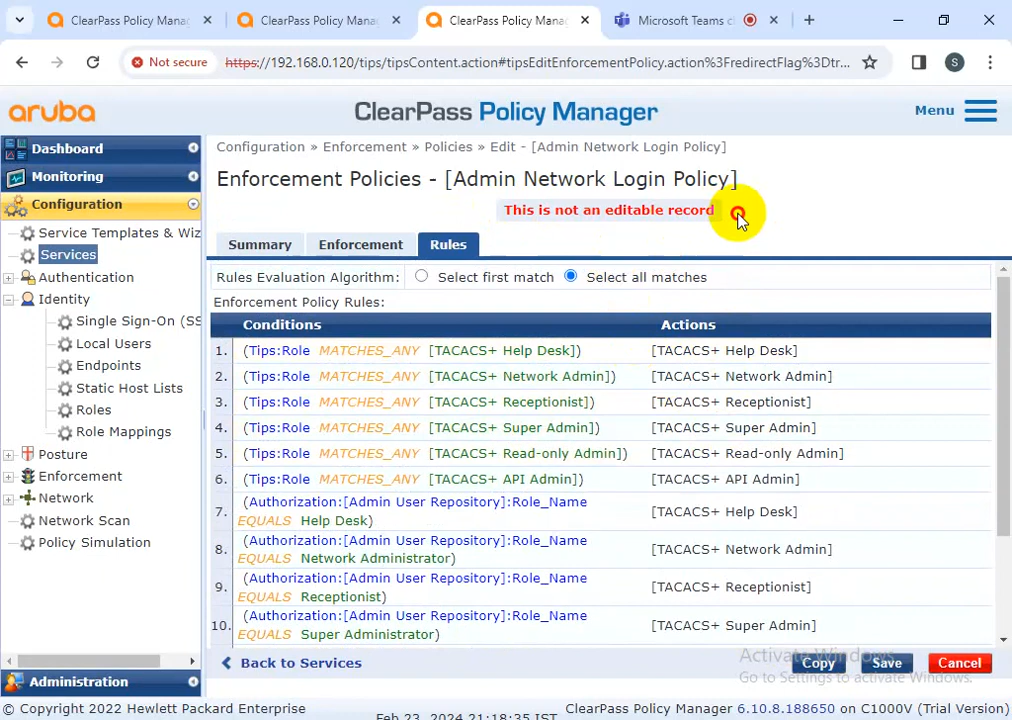 ClearPass Policy Mana
ClearPass Policy Mana
ClearPass Policy Mana
Microsoft Teams c
Not secure
https://192.168.0.120/tips/tipsContent.action#tipsEditEnforcementPolicy.action%3FredirectFlag%3Dtr...
S
aruba
ClearPass Policy Manager
Menu
Dashboard
Monitoring
Configuration
Service Templates & Wiz
Services
Authentication
Identity
Single Sign-On (SS
Local Users
Endpoints
Static Host Lists
Roles
Role Mappings
Posture
Enforcement
Network
Network Scan
Policy Simulation
Administration
Configuration » Enforcement » Policies » Edit - [Admin Network Login Policy]
Enforcement Policies - [Admin Network Login Policy]
This is not an editable record
Summary Enforcement Rules
Rules Evaluation Algorithm: Select first match Select all matches
Enforcement Policy Rules:
Conditions Actions
1. (Tips:Role MATCHES_ANY [TACACS+ Help Desk]) [TACACS+ Help Desk]
2. (Tips:Role MATCHES_ANY [TACACS+ Network Admin]) [TACACS+ Network Admin]
3. (Tips:Role MATCHES_ANY [TACACS+ Receptionist]) [TACACS+ Receptionist]
4. (Tips:Role MATCHES_ANY [TACACS+ Super Admin]) [TACACS+ Super Admin]
5. (Tips:Role MATCHES_ANY [TACACS+ Read-only Admin]) [TACACS+ Read-only Admin]
6. (Tips:Role MATCHES_ANY [TACACS+ API Admin]) [TACACS+ API Admin]
(Authorization:[Admin User Repository]:Role_Name
7. EQUALS Help Desk) [TACACS+ Help Desk]
(Authorization:[Admin User Repository]:Role_Name
8. EQUALS Network Administrator) [TACACS+ Network Admin]
(Authorization:[Admin User Repository]:Role_Name
9. EQUALS Receptionist) [TACACS+ Receptionist]
(Authorization:[Admin User Repository]:Role_Name
10. EQUALS Super Administrator) [TACACS+ Super Admin]
Activate Windows
Go to Settings to activate Windows.
Back to Services Copy Save Cancel
© Copyright 2022 Hewlett Packard Enterprise Feb 23, 2024 21:18:35 IST ClearPass Policy Manager 6.10.8.188650 on C1000V (Trial Version)